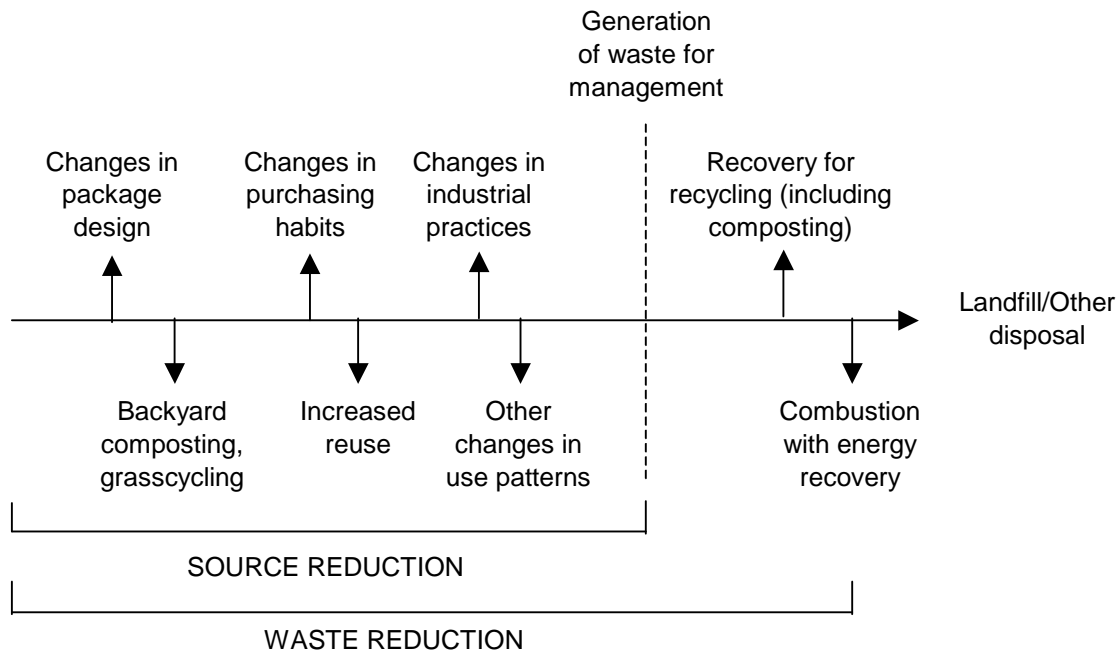 Generation
of waste for
management
Changes in
package
design
Changes in
purchasing
habits
Changes in
industrial
practices
Recovery for
recycling (including
composting)
Landfill/Other
disposal
Backyard
composting,
grasscycling
Increased
reuse
Other
changes in
use patterns
Combustion
with energy
recovery
SOURCE REDUCTION
WASTE REDUCTION